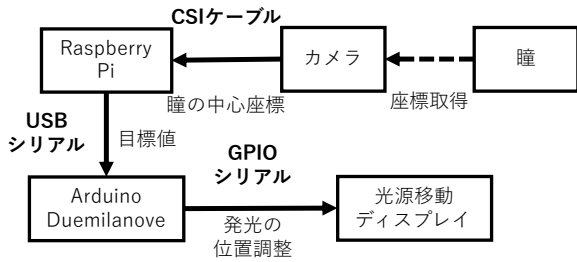 CSIケーブル
Raspberry
Pi
カメラ
瞳
瞳の中心座標
座標取得
USB
シリアル
目標値
GPIO
シリアル
Arduino
Duemilanove
発光の
位置調整
光源移動
ディスプレイ